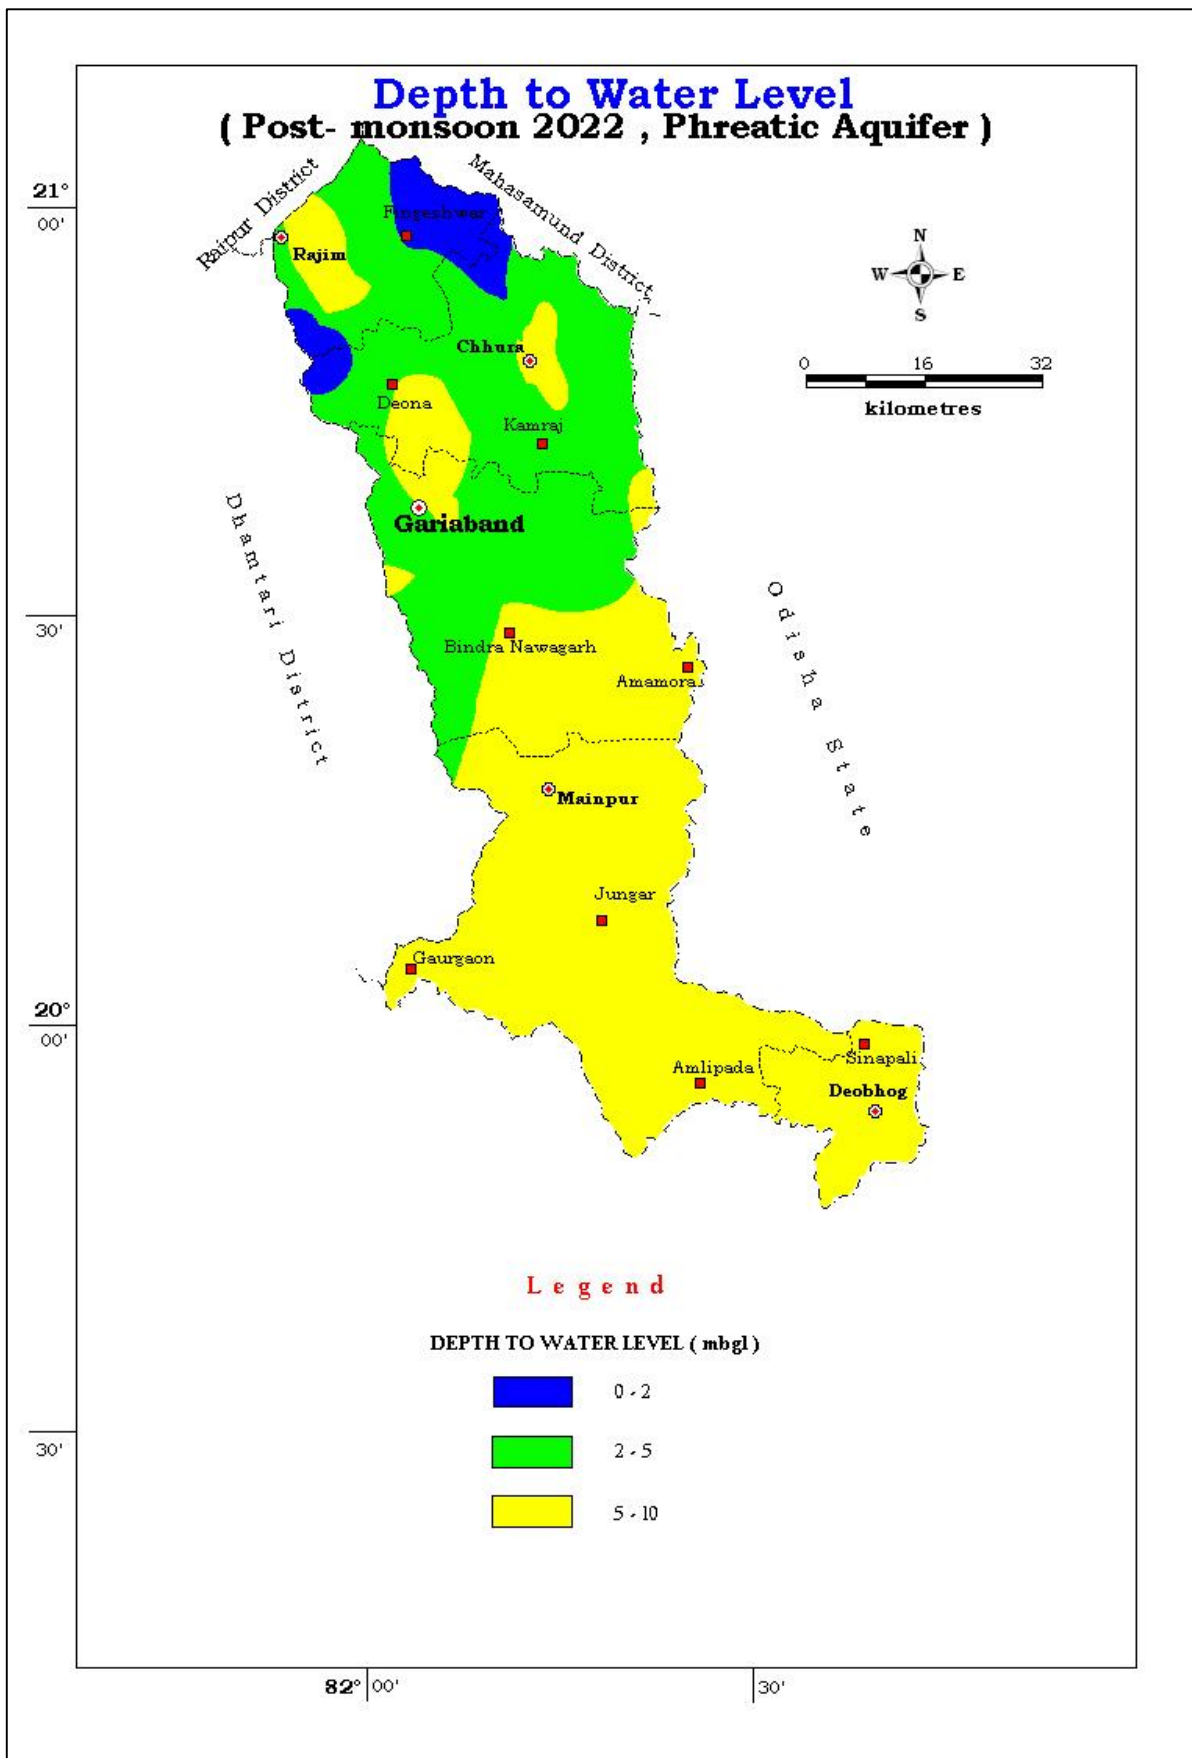 Depth to Water Level
( Post- monsoon 2022 , Phreatic Aquifer )
Raipur District
Mahasamund District
21°
00'
Fingeshwar
Rajim
N
W E
S
Chhura
0 16 32
kilometres
Deona
Kamraj
Gariaband
Dhamtari District
Odisha State
30'
Bindra Nawagarh
Amamora
Mainpur
Jungar
Gaurgaon
20°
00'
Sinapali
Amlipada
Deobhog
Legend
DEPTH TO WATER LEVEL ( mbgl )
0 - 2
2 - 5
30'
5 - 10
82° 00' 30'